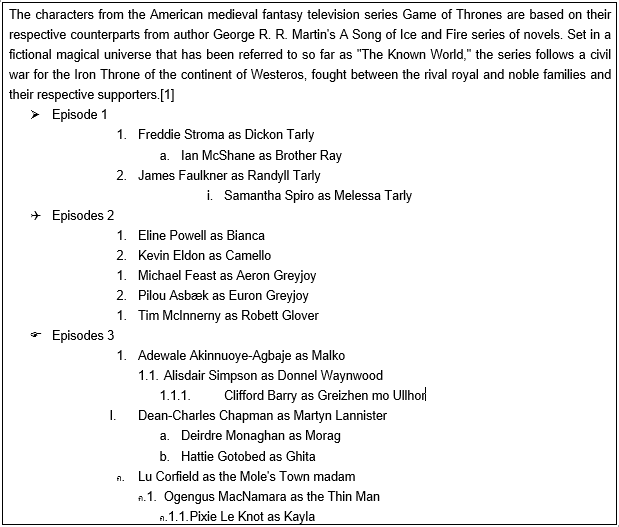 The characters from the American medieval fantasy television series Game of Thrones are based on their
respective counterparts from author George R. R. Martin's A Song of Ice and Fire series of novels. Set in a
fictional magical universe that has been referred to so far as "The Known World," the series follows a civil
war for the Iron Throne of the continent of Westeros, fought between the rival royal and noble families and
their respective supporters.[1]
➢ Episode 1
1. Freddie Stroma as Dickon Tarly
a. Ian McShane as Brother Ray
2. James Faulkner as Randyll Tarly
i. Samantha Spiro as Melessa Tarly
✈ Episodes 2
1. Eline Powell as Bianca
2. Kevin Eldon as Camello
1. Michael Feast as Aeron Greyjoy
2. Pilou Asbæk as Euron Greyjoy
1. Tim McInnerny as Robett Glover
☞ Episodes 3
1. Adewale Akinnuoye-Agbaje as Malko
1.1. Alisdair Simpson as Donnel Waynwood
1.1.1. Clifford Barry as Greizhen mo Ullhor
I. Dean-Charles Chapman as Martyn Lannister
a. Deirdre Monaghan as Morag
b. Hattie Gotobed as Ghita
ค. Lu Corfield as the Mole's Town madam
ค.1. Ogengus MacNamara as the Thin Man
ค.1.1. Pixie Le Knot as Kayla